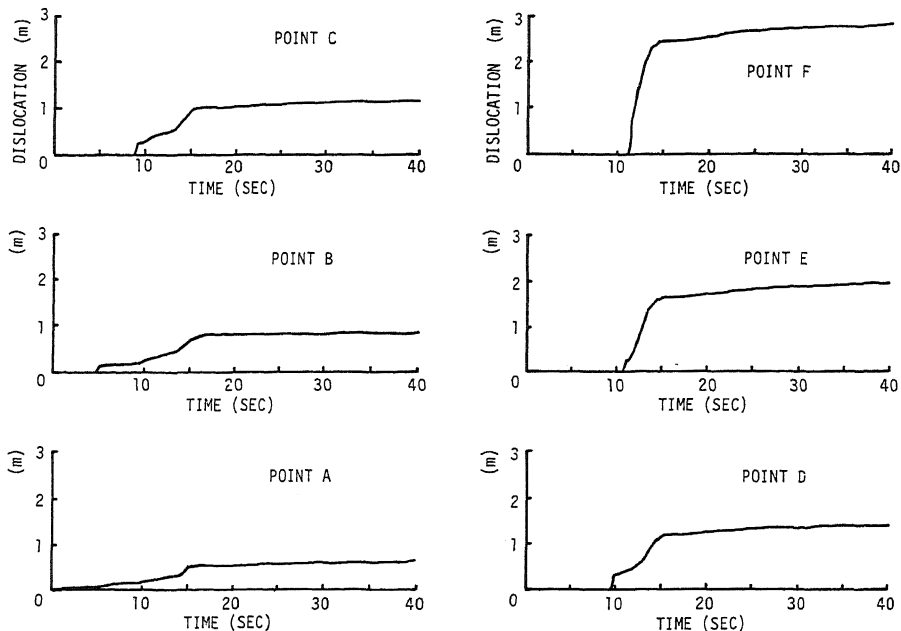 3
(m)
2
DISLOCATION
1
0
POINT C
10 20 30 40
TIME (SEC)
3
(m)
2
DISLOCATION
1
0
POINT F
10 20 30 40
TIME (SEC)
3
(m)
2
1
0
POINT B
10 20 30 40
TIME (SEC)
3
(m)
2
1
0
POINT E
10 20 30 40
TIME (SEC)
3
(m)
2
1
0
POINT A
10 20 30 40
TIME (SEC)
3
(m)
2
1
0
POINT D
10 20 30 40
TIME (SEC)